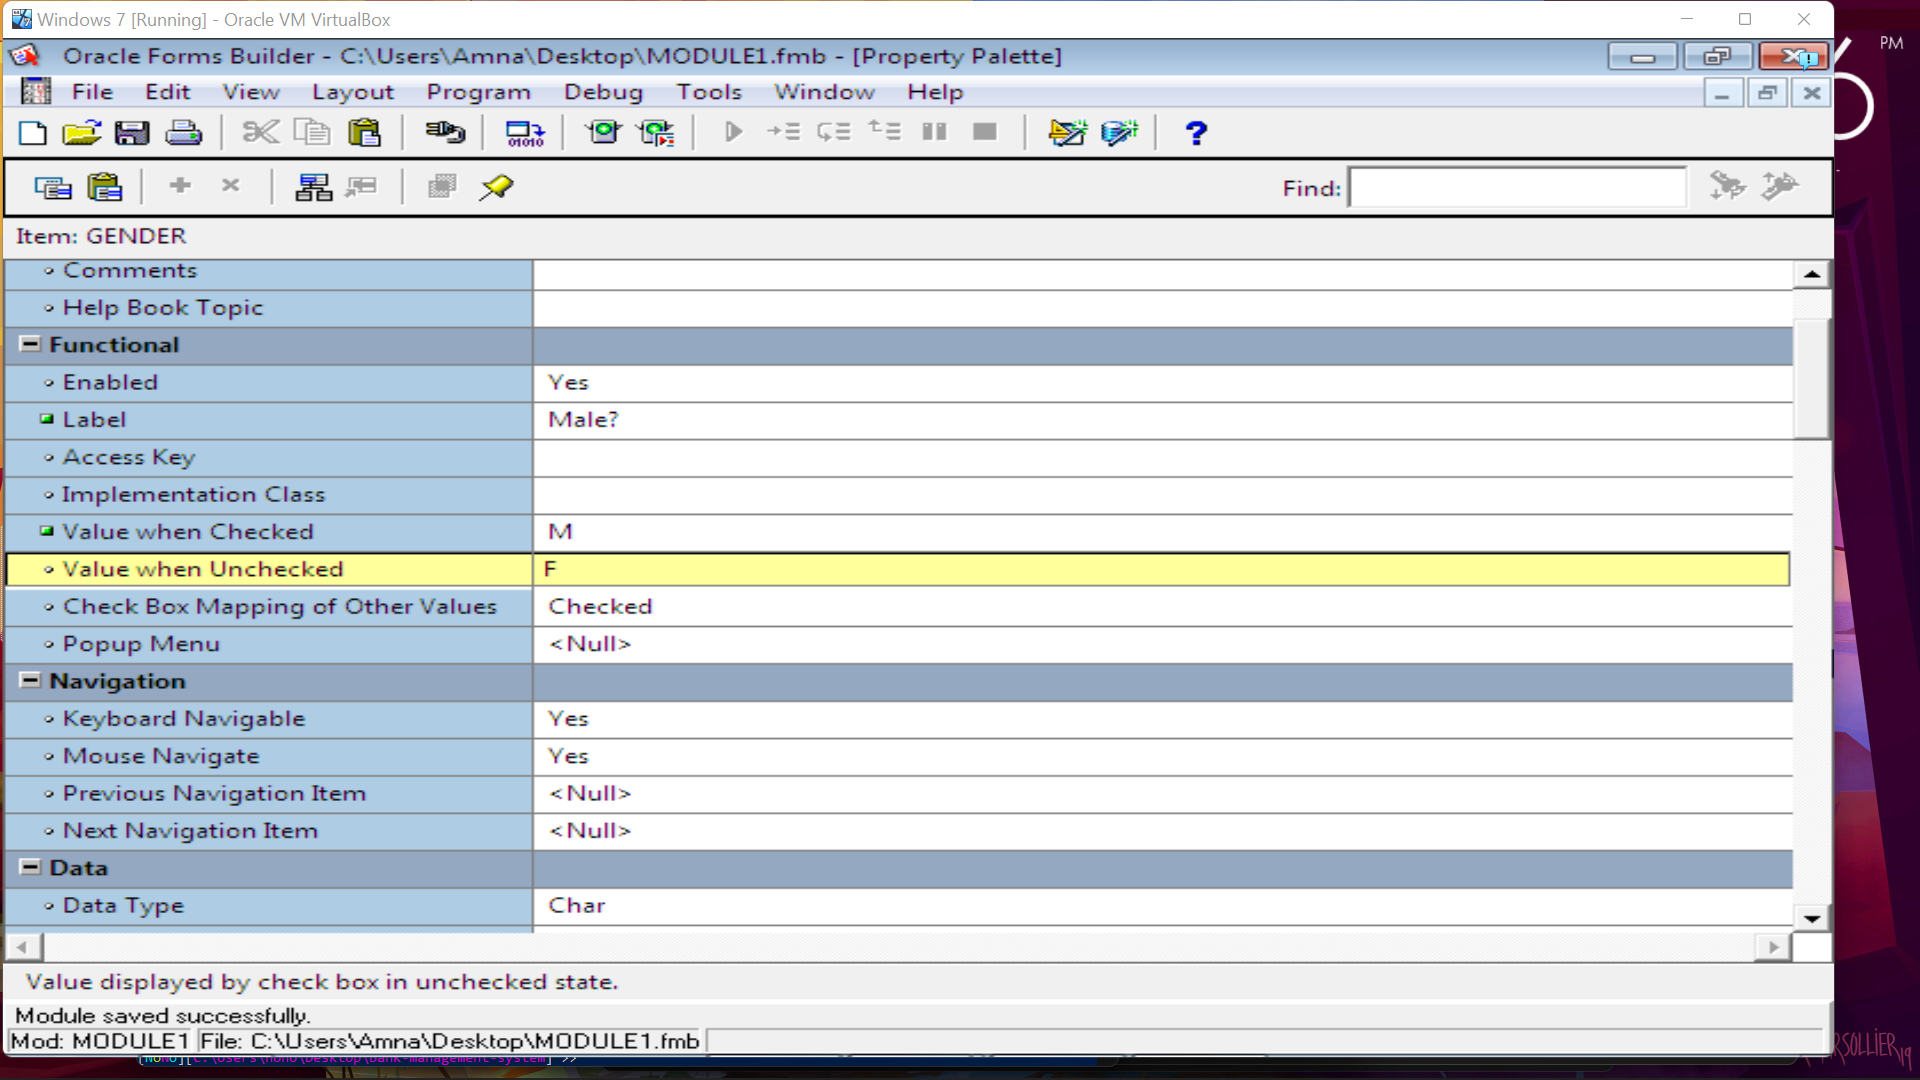 Windows 7 [Running] - Oracle VM VirtualBox
PM
Oracle Forms Builder - C:\Users\Amna\Desktop\MODULE1.fmb - [Property Palette]
File Edit View Layout Program Debug Tools Window Help
Find:
Item: GENDER
Comments
Help Book Topic
Functional
Enabled Yes
Label Male?
Access Key
Implementation Class
Value when Checked M
Value when Unchecked F
Check Box Mapping of Other Values Checked
Popup Menu <Null>
Navigation
Keyboard Navigable Yes
Mouse Navigate Yes
Previous Navigation Item <Null>
Next Navigation Item <Null>
Data
Data Type Char
Value displayed by check box in unchecked state.
Module saved successfully.
Mod: MODULE1 File: C:\Users\Amna\Desktop\MODULE1.fmb